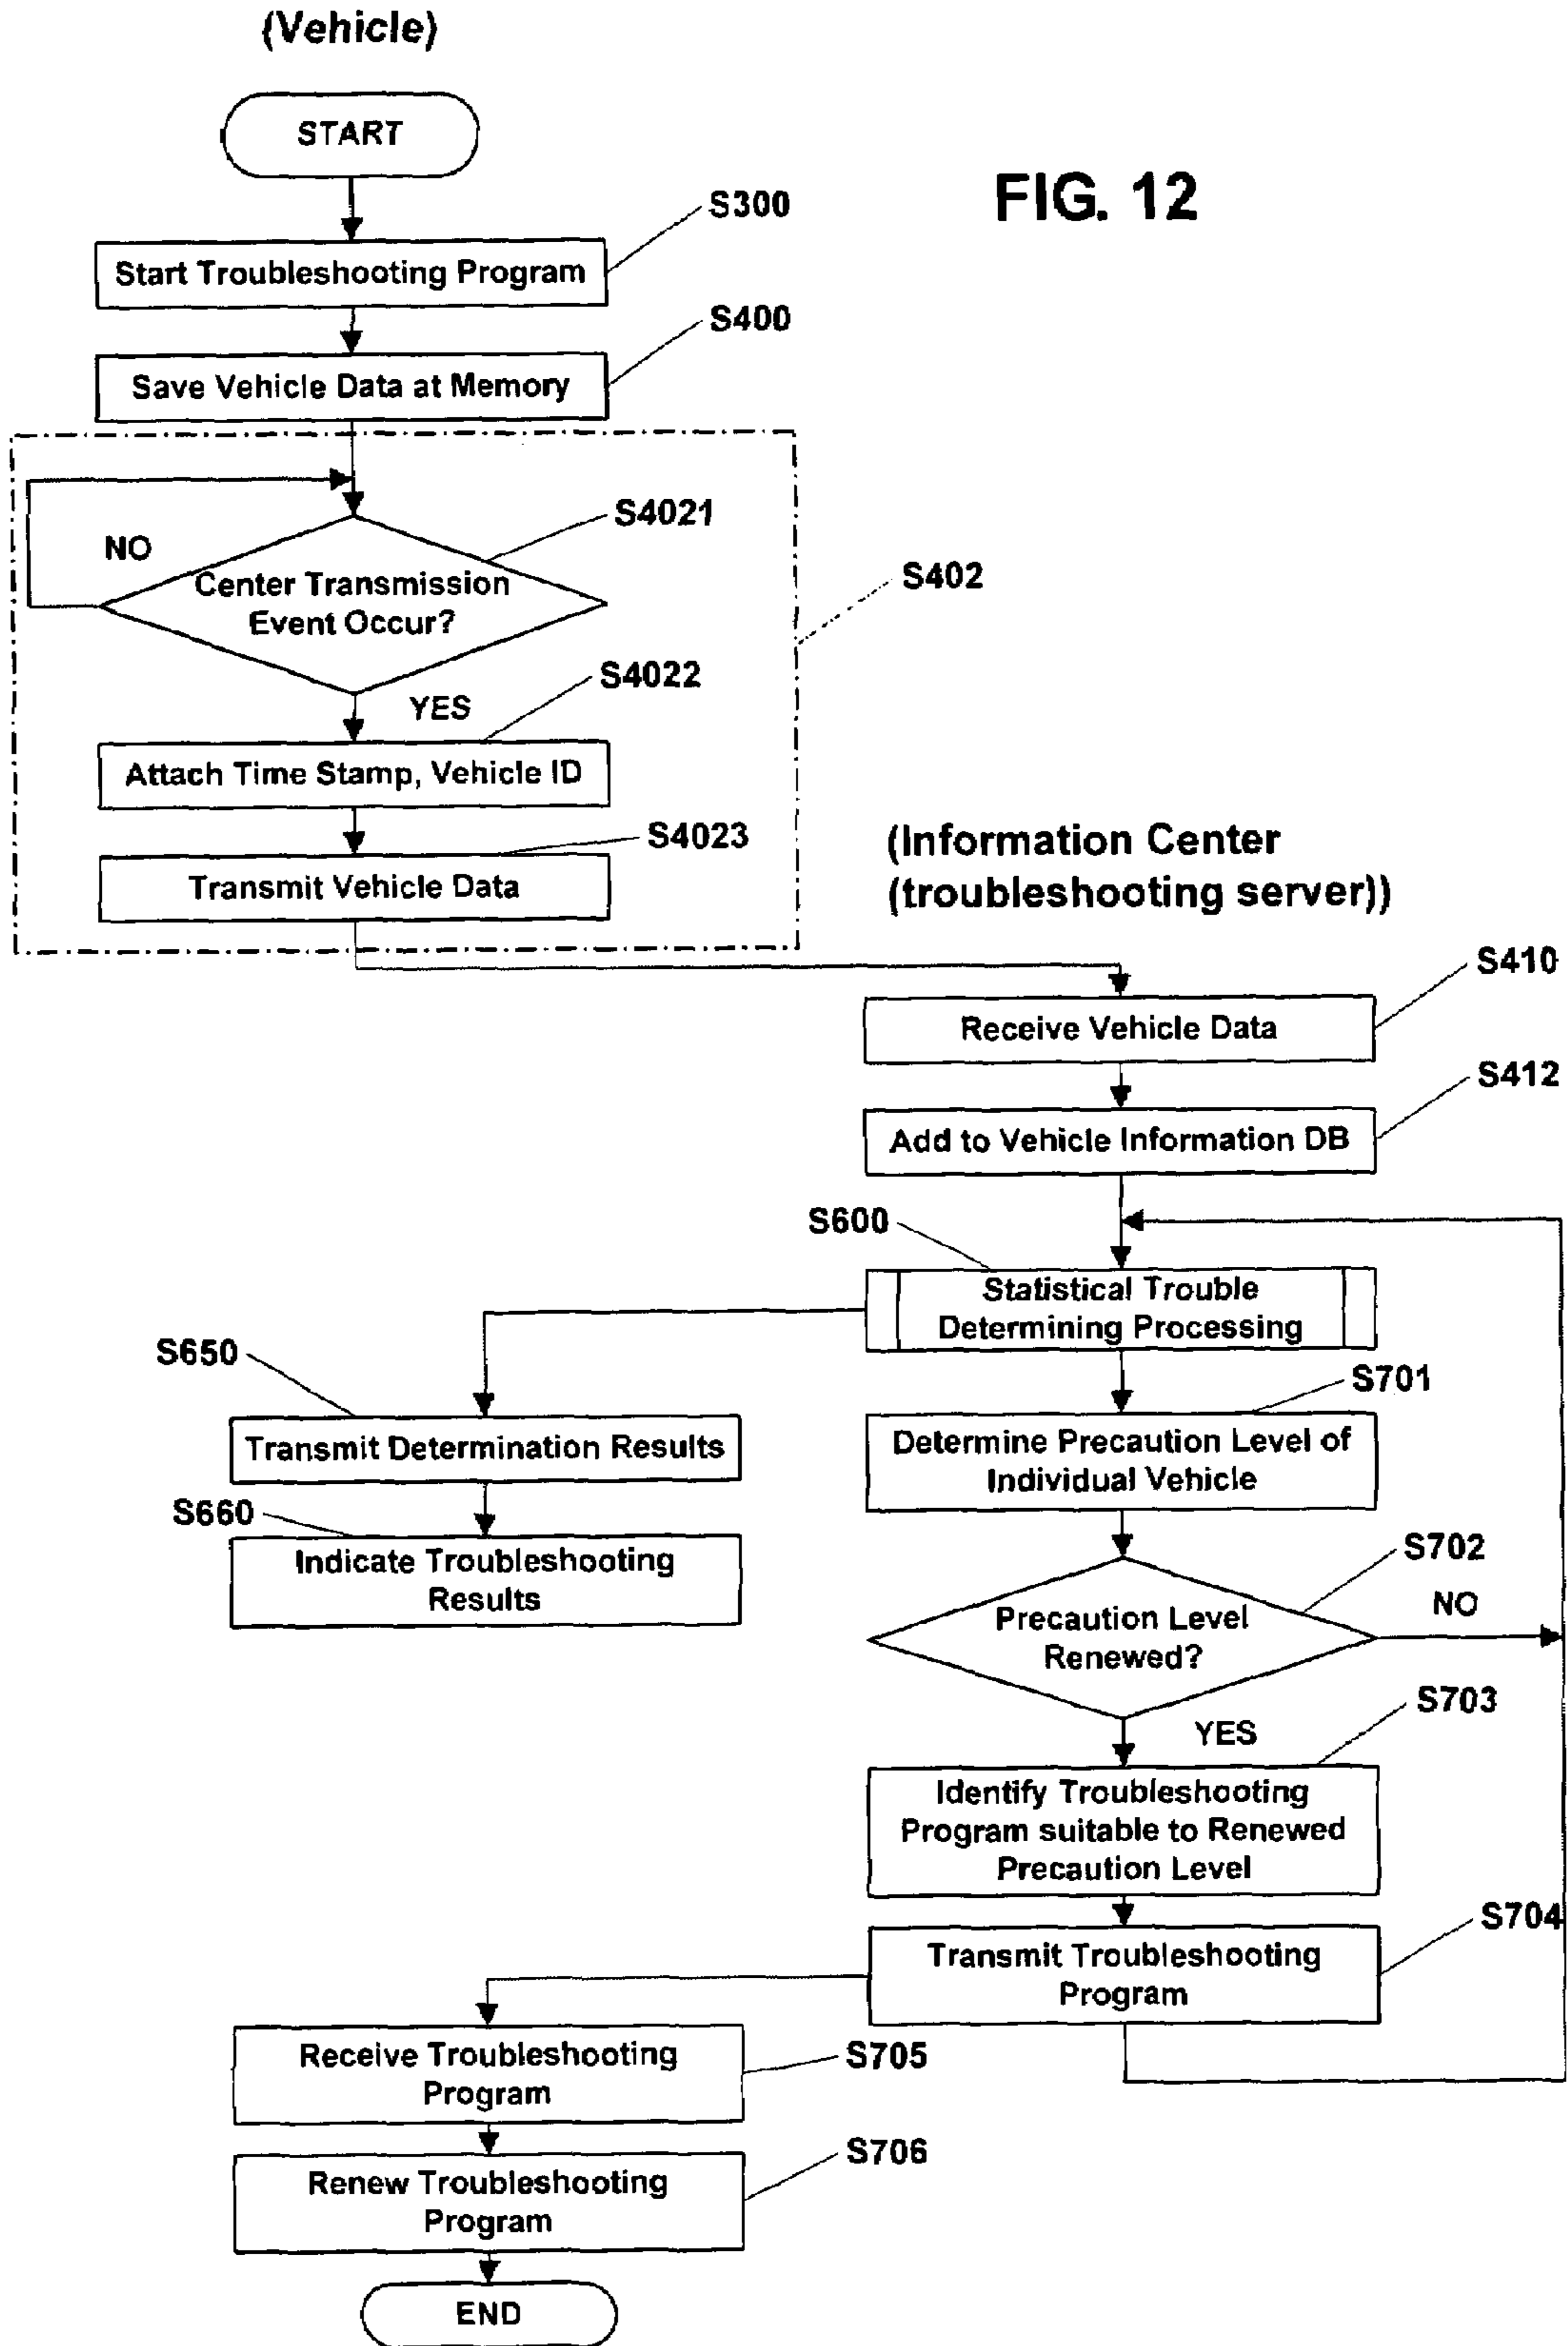 (Vehicle)
START
FIG. 12
S300
Start Troubleshooting Program
S400
Save Vehicle Data at Memory
S4021
NO
Center Transmission
Event Occur?
S402
S4022
YES
Attach Time Stamp, Vehicle ID
S4023
Transmit Vehicle Data
(Information Center
(troubleshooting server))
S410
Receive Vehicle Data
S412
Add to Vehicle Information DB
S600
Statistical Trouble
Determining Processing
S650
Transmit Determination Results
S660
Indicate Troubleshooting
Results
S701
Determine Precaution Level of
Individual Vehicle
S702
Precaution Level
Renewed?
NO
S703
YES
Identify Troubleshooting
Program suitable to Renewed
Precaution Level
S704
Transmit Troubleshooting
Program
Receive Troubleshooting
Program
S705
S706
Renew Troubleshooting
Program
END